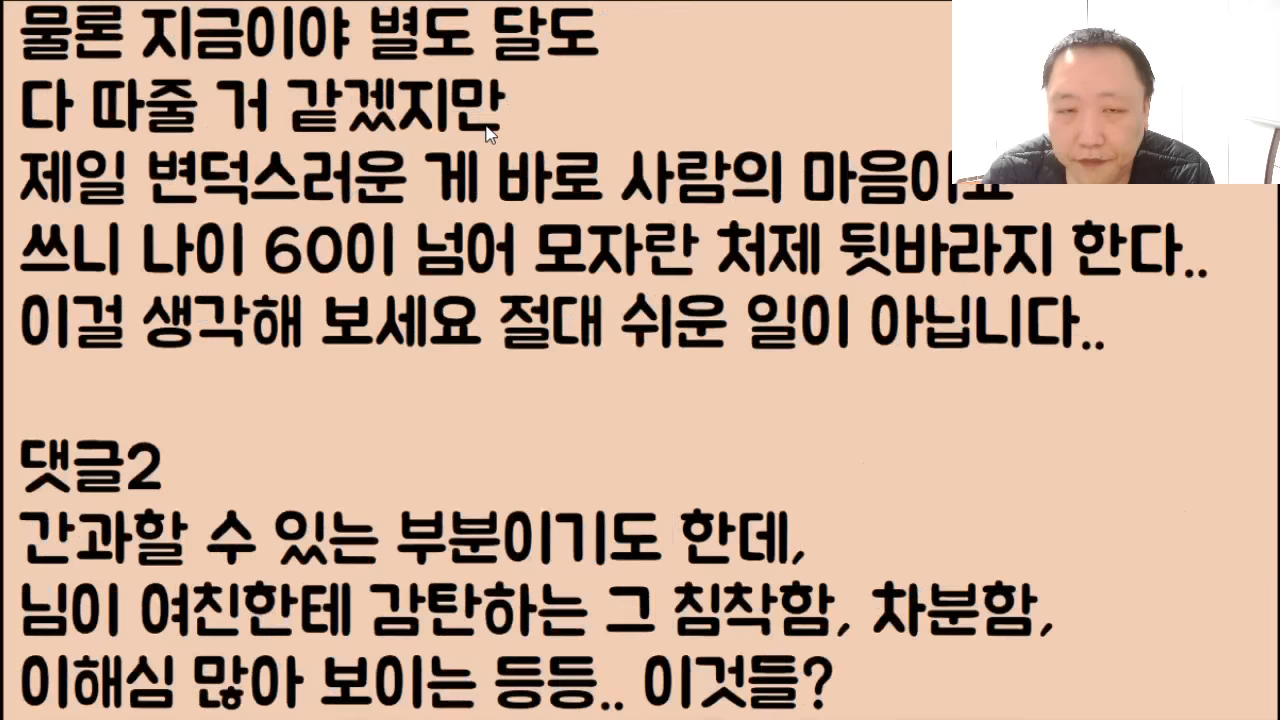 물론 지금이야 별도 달도
다 따줄 거 같겠지만
제일 변덕스러운 게 바로 사람의 마음이요
쓰니 나이 60이 넘어 모자란 처제 뒷바라지 한다..
이걸 생각해 보세요 절대 쉬운 일이 아닙니다..
댓글2
간과할 수 있는 부분이기도 한데,
님이 여친한테 감탄하는 그 침착함, 차분함,
이해심 많아 보이는 등등.. 이것들?